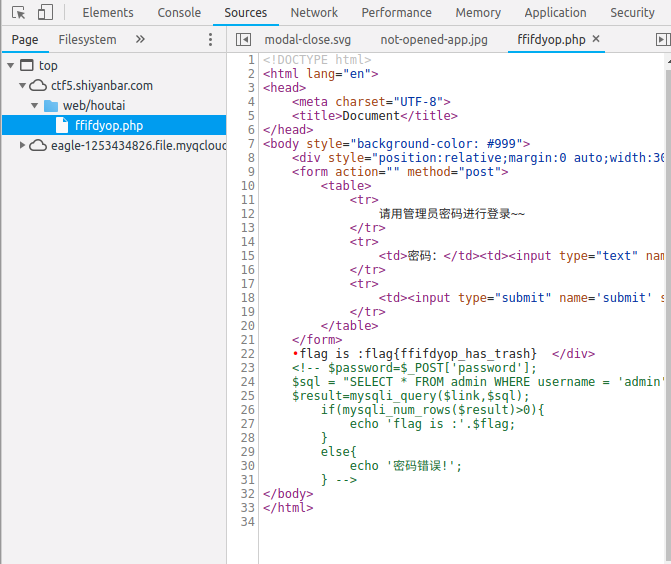 Elements Console Sources Network Performance Memory Application Security
Page Filesystem » modal-close.svg not-opened-app.jpg ffifdyop.php ×
top
ctf5.shiyanbar.com
web/houtai
ffifdyop.php
eagle-1253434826.file.myqcloud
1 <!DOCTYPE html>
2 <html lang="en">
3 <head>
4 <meta charset="UTF-8">
5 <title>Document</title>
6 </head>
7 <body style="background-color: #999">
8 <div style="position:relative;margin:0 auto;width:30
9 <form action="" method="post">
10 <table>
11 <tr>
12 请用管理员密码进行登录~~
13 </tr>
14 <tr>
15 <td>密码：</td><td><input type="text" nam
16 </tr>
17 <tr>
18 <td><input type="submit" name='submit' s
19 </tr>
20 </table>
21 </form>
22 •flag is :flag{ffifdyop_has_trash} </div>
23 <!-- $password=$_POST['password'];
24 $sql = "SELECT * FROM admin WHERE username = 'admin'
25 $result=mysqli_query($link,$sql);
26 if(mysqli_num_rows($result)>0){
27 echo 'flag is :'.$flag;
28 }
29 else{
30 echo '密码错误!';
31 } -->
32 </body>
33 </html>
34